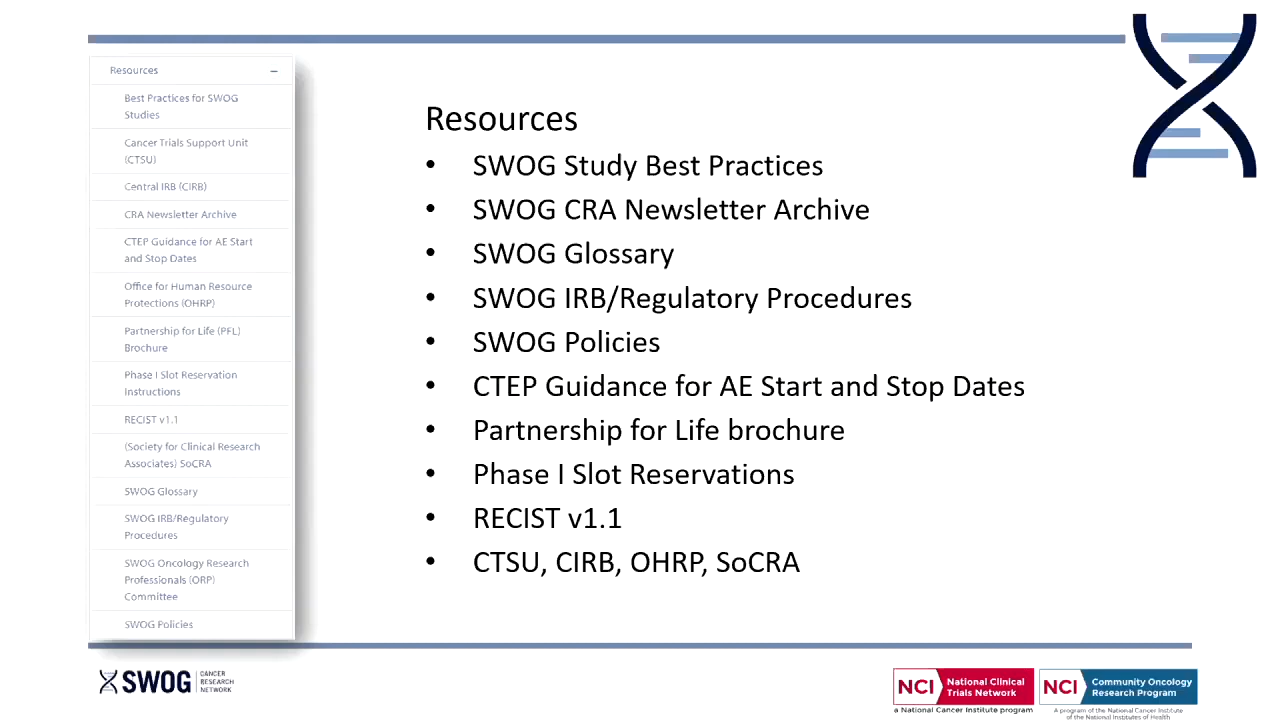 Resources –
Best Practices for SWOG
Studies
Cancer Trials Support Unit
(CTSU)
Central IRB (CIRB)
CRA Newsletter Archive
CTEP Guidance for AE Start
and Stop Dates
Office for Human Resource
Protections (OHRP)
Partnership for Life (PFL)
Brochure
Phase I Slot Reservation
Instructions
RECIST v1.1
(Society for Clinical Research
Associates) SoCRA
SWOG Glossary
SWOG IRB/Regulatory
Procedures
SWOG Oncology Research
Professionals (ORP)
Committee
SWOG Policies
Resources
• SWOG Study Best Practices
• SWOG CRA Newsletter Archive
• SWOG Glossary
• SWOG IRB/Regulatory Procedures
• SWOG Policies
• CTEP Guidance for AE Start and Stop Dates
• Partnership for Life brochure
• Phase I Slot Reservations
• RECIST v1.1
• CTSU, CIRB, OHRP, SoCRA
SWOG
CANCER
RESEARCH
NETWORK
NCI
National Clinical
Trials Network
a National Cancer Institute program
NCI
Community Oncology
Research Program
A program of the National Cancer Institute
of the National Institutes of Health